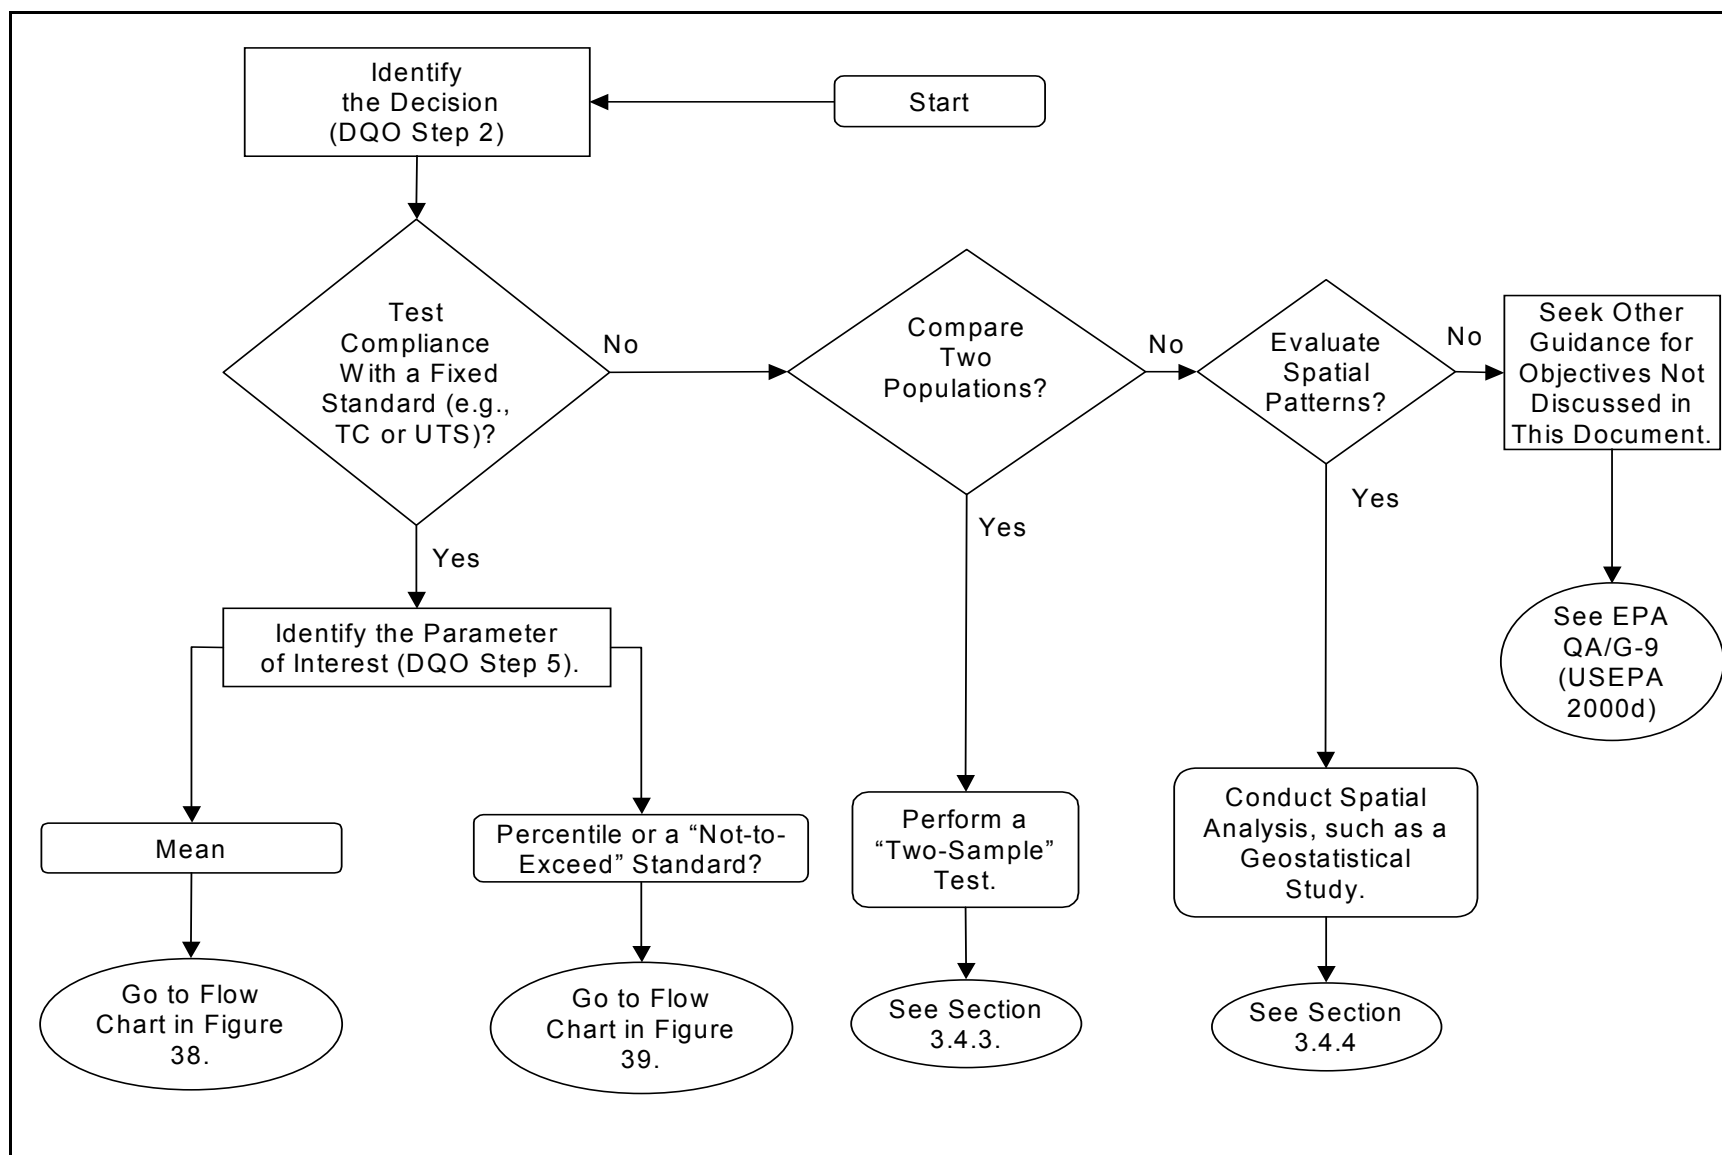 Identify
the Decision
(DQO Step 2)
Start
Test
Compliance
With a Fixed
Standard (e.g.,
TC or UTS)?
No
Compare
Two
Populations?
No
Evaluate
Spatial
Patterns?
No
Seek Other
Guidance for
Objectives Not
Discussed in
This Document.
Yes
Yes
Yes
Identify the Parameter
of Interest (DQO Step 5).
See EPA
QA/G-9
(USEPA
2000d)
Mean
Percentile or a “Not-to-
Exceed” Standard?
Perform a
“Two-Sample”
Test.
Conduct Spatial
Analysis, such as a
Geostatistical
Study.
Go to Flow
Chart in Figure
38.
Go to Flow
Chart in Figure
39.
See Section
3.4.3.
See Section
3.4.4